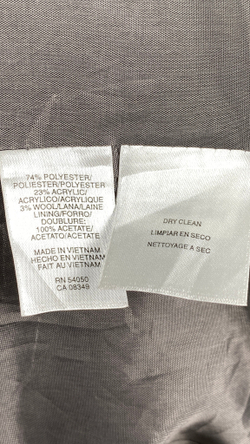 74% POLYESTER/
POLIESTER/POLYESTER
23% ACRYLIC/
ACRYLICO/ACRYLIQUE
3% WOOL/LANA/LAINE
LINING/FORRO/
DOUBLURE:
100% ACETATE/
ACETATO/ACETATE
MADE IN VIETNAM
HECHO EN VIETNAM
FAIT AU VIETNAM
RN 54050
CA 08349
DRY CLEAN
LIMPIAR EN SECO
NETTOYAGE A SEC